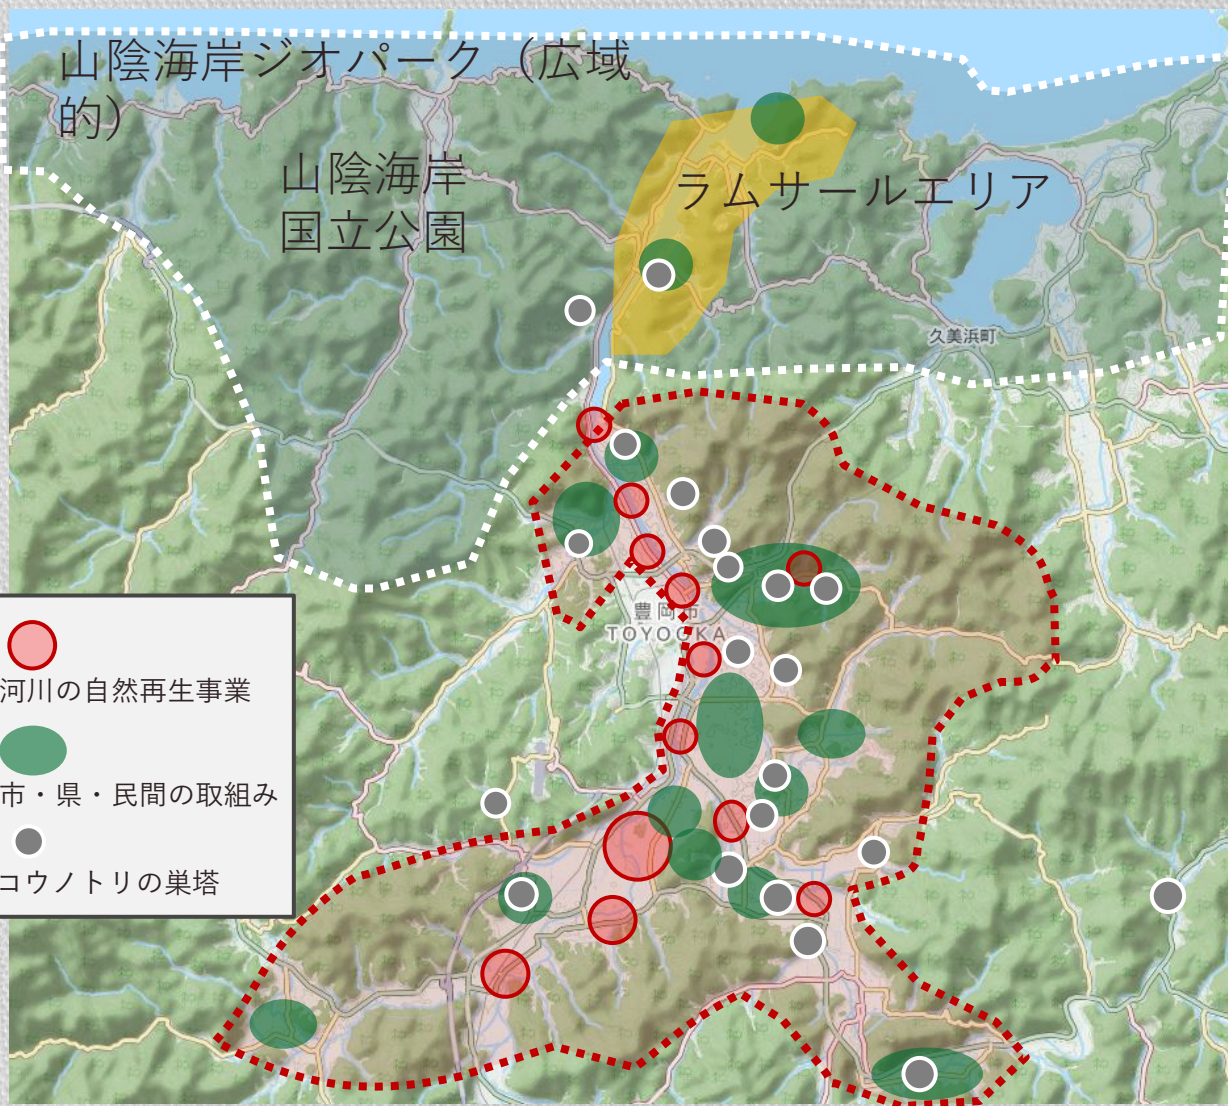 山陰海岸ジオパーク（広域
的）
山陰海岸
国立公園
ラムサールエリア
久美浜町
豊岡市
TOYOOKA
河川の自然再生事業
市・県・民間の取組み
コウノトリの巣塔